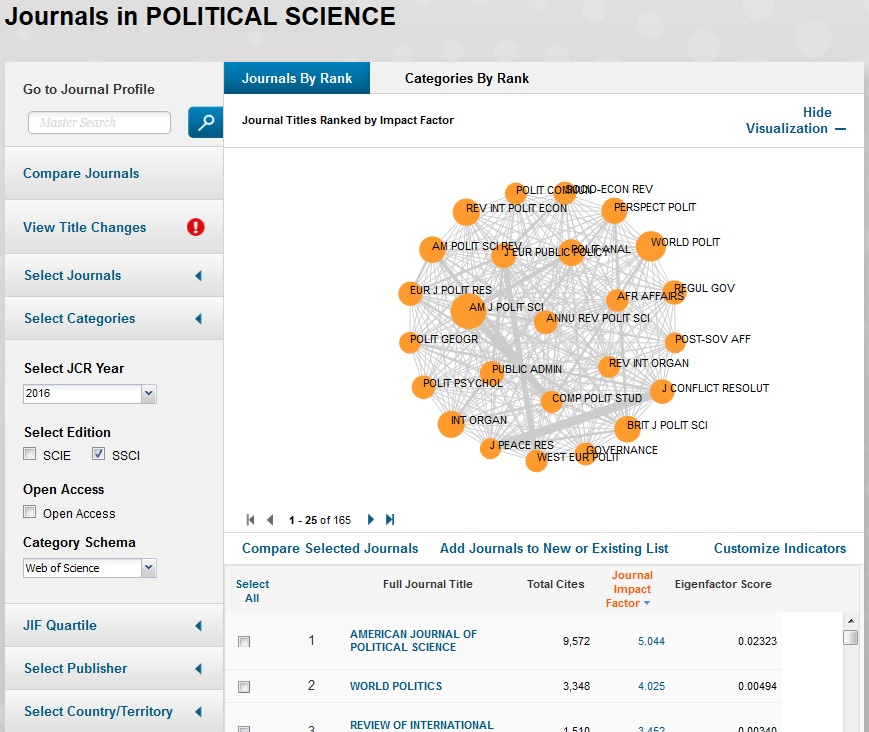 Journals in POLITICAL SCIENCE
Go to Journal Profile
Master Search
Compare Journals
View Title Changes
Select Journals
Select Categories
Select JCR Year
2016
Select Edition
SCIE
SSCI
Open Access
Open Access
Category Schema
Web of Science
JIF Quartile
Select Publisher
Select Country/Territory
Journals By Rank
Categories By Rank
Journal Titles Ranked by Impact Factor
Hide
Visualization
POLIT COMMUN
SOCIO-ECON REV
REV INT POLIT ECON
PERSPECT POLIT
AM POLIT SCI REV
J EUR PUBLIC POLICY
POLIT ANAL
WORLD POLIT
EUR J POLIT RES
REGUL GOV
AFR AFFAIRS
AM J POLIT SCI
ANNU REV POLIT SCI
POLIT GEOGR
POST-SOV AFF
PUBLIC ADMIN
REV INT ORGAN
POLIT PSYCHOL
J CONFLICT RESOLUT
COMP POLIT STUD
INT ORGAN
BRIT J POLIT SCI
J PEACE RES
GOVERNANCE
WEST EUR POLIT
1 - 25 of 165
Compare Selected Journals
Add Journals to New or Existing List
Customize Indicators
Select
All
Full Journal Title
Total Cites
Journal
Impact
Factor
Eigenfactor Score
1
AMERICAN JOURNAL OF
POLITICAL SCIENCE
9,572
5.044
0.02323
2
WORLD POLITICS
3,348
4.025
0.00494
3
REVIEW OF INTERNATIONAL
1,510
3.452
0.00340